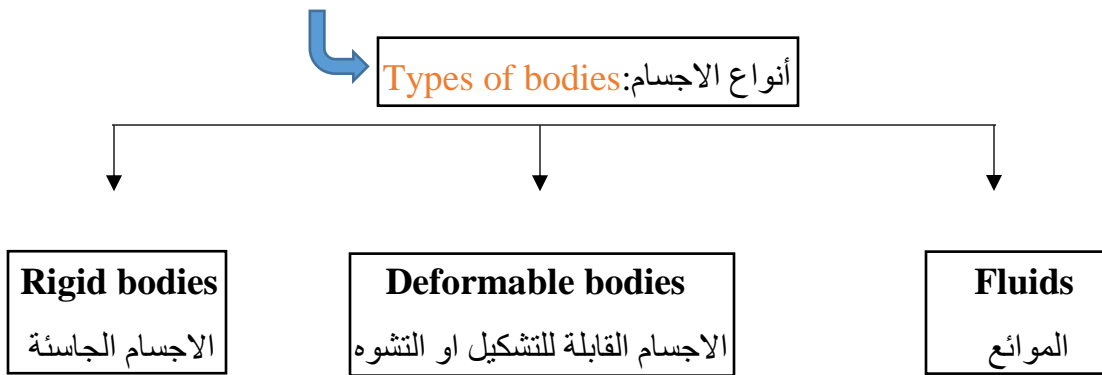 أنواع الاجسام:Types of bodies
Rigid bodies
الاجسام الجاسئة
Deformable bodies
الاجسام القابلة للتشكيل او التشوه
Fluids
الموائع